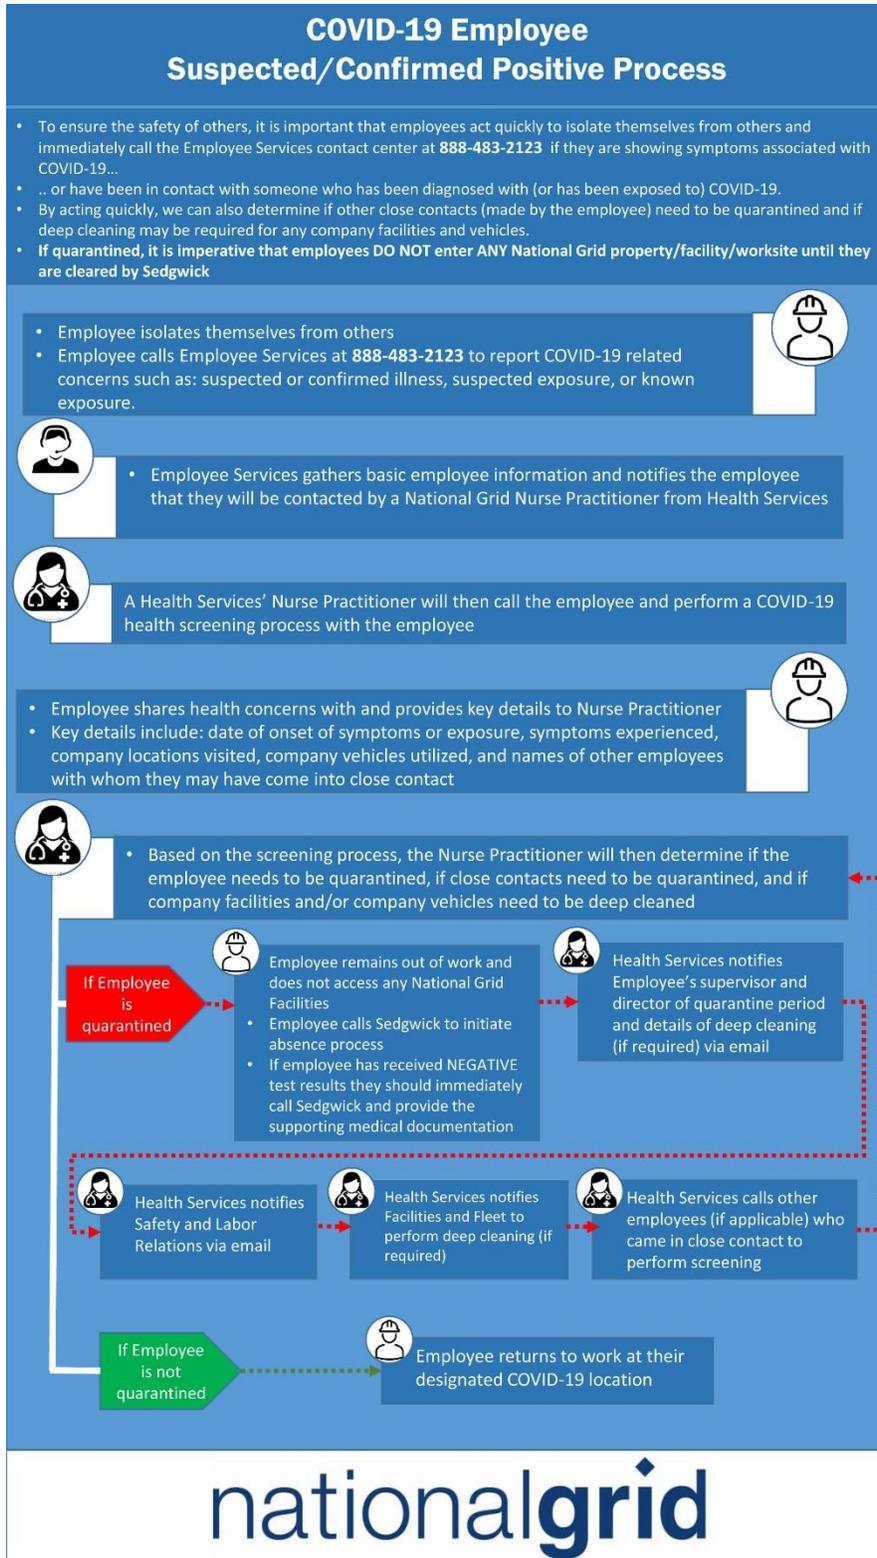 COVID-19 Employee
Suspected/Confirmed Positive Process
• To ensure the safety of others, it is important that employees act quickly to isolate themselves from others and
immediately call the Employee Services contact center at 888-483-2123 if they are showing symptoms associated with
COVID-19...
• .. or have been in contact with someone who has been diagnosed with (or has been exposed to) COVID-19.
• By acting quickly, we can also determine if other close contacts (made by the employee) need to be quarantined and if
deep cleaning may be required for any company facilities and vehicles.
• If quarantined, it is imperative that employees DO NOT enter ANY National Grid property/facility/worksite until they
are cleared by Sedgwick
• Employee isolates themselves from others
• Employee calls Employee Services at 888-483-2123 to report COVID-19 related
concerns such as: suspected or confirmed illness, suspected exposure, or known
exposure.
• Employee Services gathers basic employee information and notifies the employee
that they will be contacted by a National Grid Nurse Practitioner from Health Services
A Health Services' Nurse Practitioner will then call the employee and perform a COVID-19
health screening process with the employee
• Employee shares health concerns with and provides key details to Nurse Practitioner
• Key details include: date of onset of symptoms or exposure, symptoms experienced,
company locations visited, company vehicles utilized, and names of other employees
with whom they may have come into close contact
• Based on the screening process, the Nurse Practitioner will then determine if the
employee needs to be quarantined, if close contacts need to be quarantined, and if
company facilities and/or company vehicles need to be deep cleaned
If Employee
is
quarantined
Employee remains out of work and
does not access any National Grid
Facilities
• Employee calls Sedgwick to initiate
absence process
• If employee has received NEGATIVE
test results they should immediately
call Sedgwick and provide the
supporting medical documentation
Health Services notifies
Employee's supervisor and
director of quarantine period
and details of deep cleaning
(if required) via email
Health Services notifies
Safety and Labor
Relations via email
Health Services notifies
Facilities and Fleet to
perform deep cleaning (if
required)
Health Services calls other
employees (if applicable) who
came in close contact to
perform screening
If Employee
is not
quarantined
Employee returns to work at their
designated COVID-19 location
nationalgrid